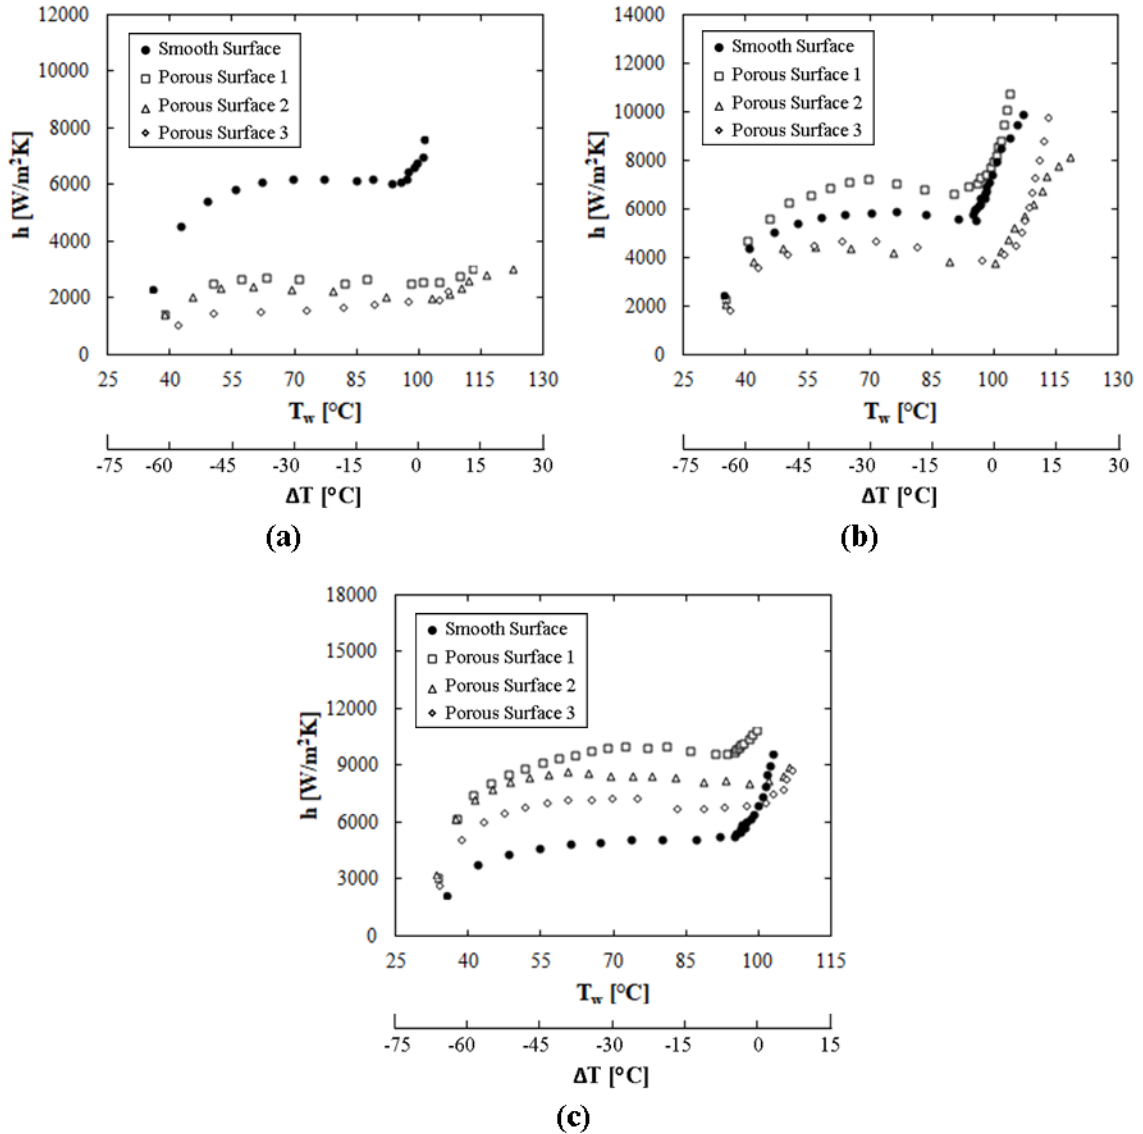 12000
10000
8000
6000
4000
2000
0
h [W/m²K]
Smooth Surface
Porous Surface 1
Porous Surface 2
Porous Surface 3
25 40 55 70 85 100 115 130
T_w [°C]
-75 -60 -45 -30 -15 0 15 30
ΔT [°C]
(a)
14000
12000
10000
8000
6000
4000
2000
0
h [W/m²K]
Smooth Surface
Porous Surface 1
Porous Surface 2
Porous Surface 3
25 40 55 70 85 100 115 130
T_w [°C]
-75 -60 -45 -30 -15 0 15 30
ΔT [°C]
(b)
18000
15000
12000
9000
6000
3000
0
h [W/m²K]
Smooth Surface
Porous Surface 1
Porous Surface 2
Porous Surface 3
25 40 55 70 85 100 115
T_w [°C]
-75 -60 -45 -30 -15 0 15
ΔT [°C]
(c)